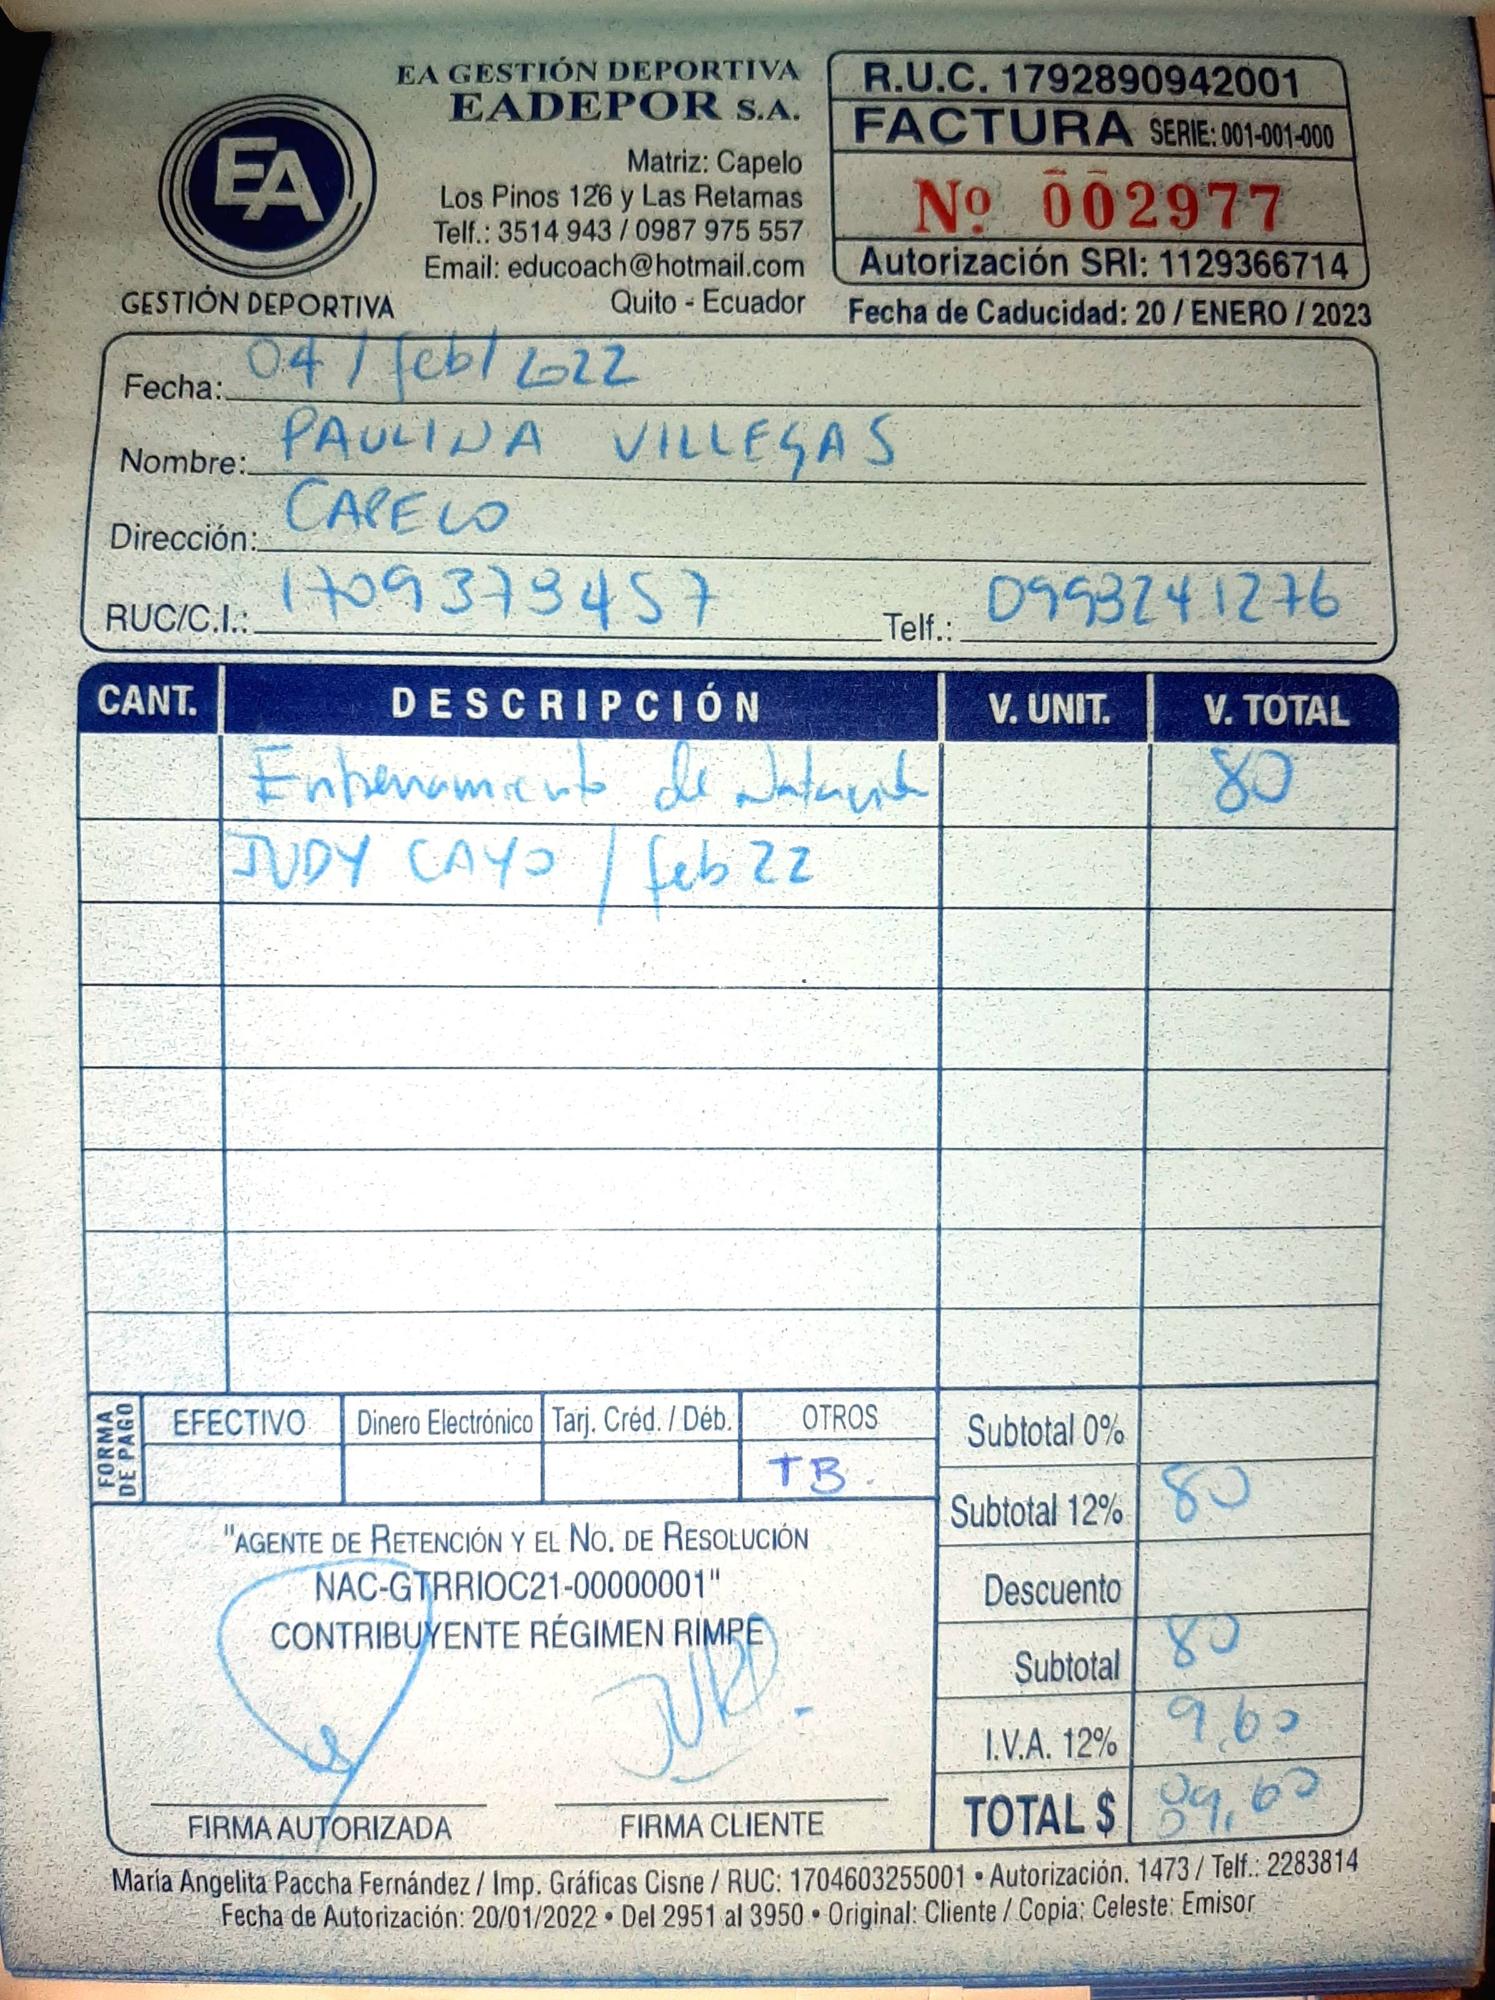 EA GESTIÓN DEPORTIVA
EADEPOR S.A.
EA
GESTIÓN DEPORTIVA
Matriz: Capelo
Los Pinos 126 y Las Retamas
Telf.: 3514 943 / 0987 975 557
Email: educoach@hotmail.com
Quito - Ecuador
R.U.C. 1792890942001
FACTURA SERIE: 001-001-000
Nº 002977
Autorización SRI: 1129366714
Fecha de Caducidad: 20 / ENERO / 2023
Fecha: 04 / feb / 2022
Nombre: PAULINA VILLEGAS
Dirección: CAPELO
RUC/C.I.: 1709379457 Telf.: 0993241276
CANT. DESCRIPCIÓN V. UNIT. V. TOTAL
Entrenamiento de Natación 80
JUDY CAYO / feb 22
FORMA DE PAGO
EFECTIVO Dinero Electrónico Tarj. Créd. / Déb. OTROS
TB.
Subtotal 0%
Subtotal 12% 80
Descuento
Subtotal 80
I.V.A. 12% 9,60
TOTAL $ 89,60
"AGENTE DE RETENCIÓN Y EL NO. DE RESOLUCIÓN
NAC-GTRRIOC21-00000001"
CONTRIBUYENTE RÉGIMEN RIMPE
FIRMA AUTORIZADA FIRMA CLIENTE
María Angelita Paccha Fernández / Imp. Gráficas Cisne / RUC: 1704603255001 • Autorización. 1473 / Telf.: 2283814
Fecha de Autorización: 20/01/2022 • Del 2951 al 3950 • Original: Cliente / Copia: Celeste: Emisor